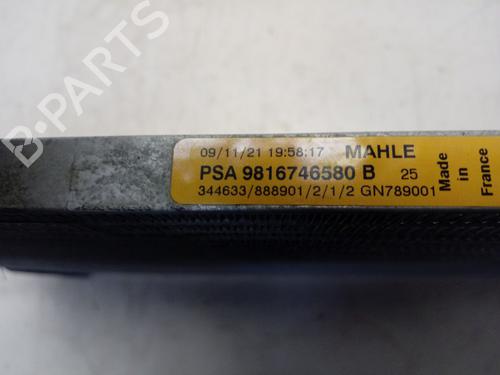 B-PARTS
09/11/21 19:58:17 MAHLE
PSA 9816746580 B 25
344633/888901/2/1/2 GN789001
Made
in
France